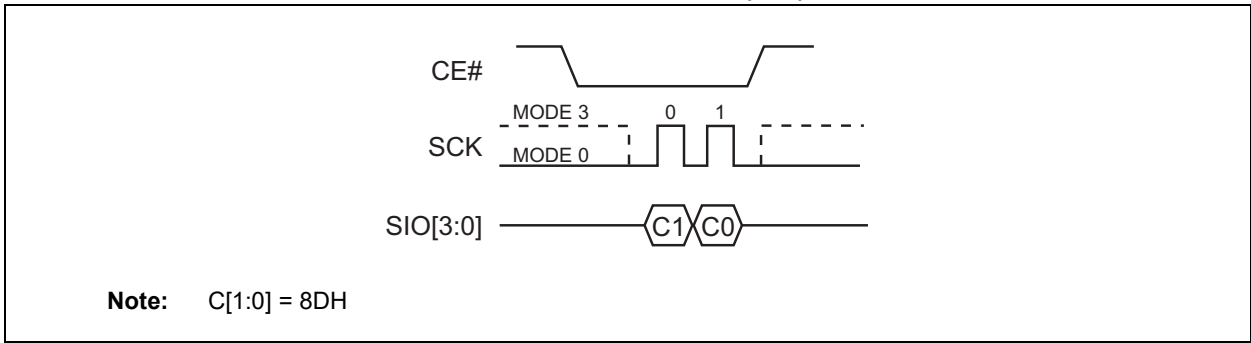 CE#
MODE 3 0 1
SCK MODE 0
SIO[3:0] C1 C0
Note: C[1:0] = 8DH